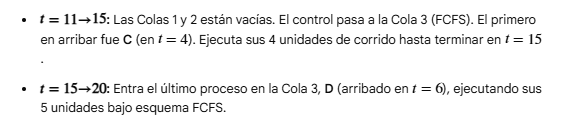 • t = 11→15: Las Colas 1 y 2 están vacías. El control pasa a la Cola 3 (FCFS). El primero
en arribar fue C (en t = 4). Ejecuta sus 4 unidades de corrido hasta terminar en t = 15
.
• t = 15→20: Entra el último proceso en la Cola 3, D (arribado en t = 6), ejecutando sus
5 unidades bajo esquema FCFS.